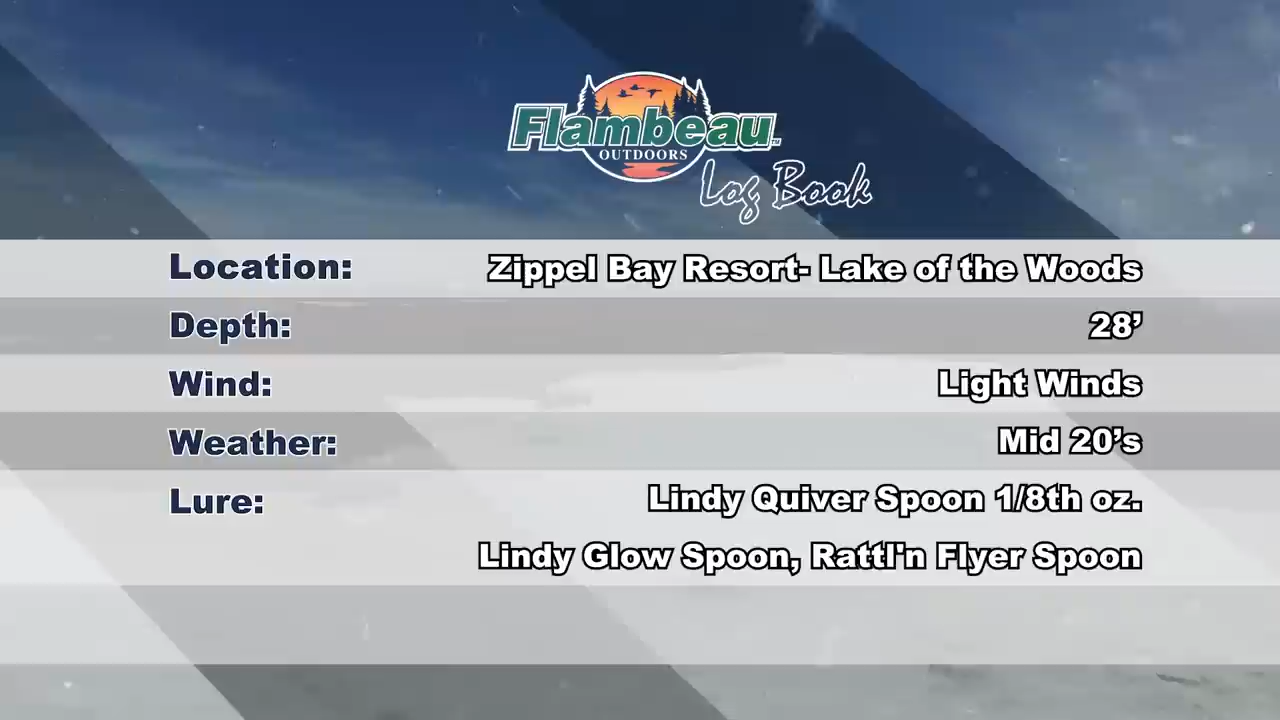 Flambeau™
OUTDOORS
Log Book
Location: Zippel Bay Resort- Lake of the Woods
Depth: 28’
Wind: Light Winds
Weather: Mid 20’s
Lure: Lindy Quiver Spoon 1/8th oz.
Lindy Glow Spoon, Rattl'n Flyer Spoon